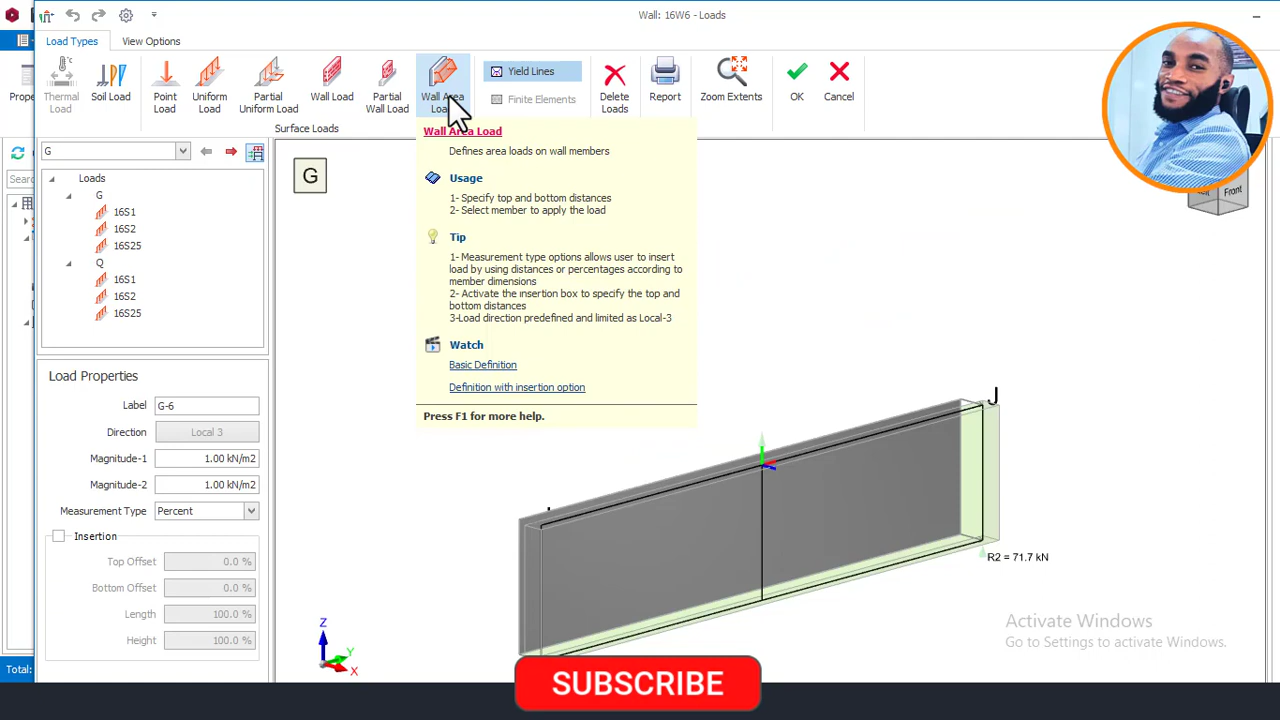 Wall: 16W6 - Loads
Load Types
View Options
Prope
Thermal Load
Soil Load
Point Load
Uniform Load
Partial Uniform Load
Wall Load
Partial Wall Load
Wall Area Load
Yield Lines
Finite Elements
Delete Loads
Report
Zoom Extents
OK
Cancel
Surface Loads
Wall Area Load
Defines area loads on wall members
Usage
1- Specify top and bottom distances
2- Select member to apply the load
Tip
1- Measurement type options allows user to insert
load by using distances or percentages according to
member dimensions
2- Activate the insertion box to specify the top and
bottom distances
3-Load direction predefined and limited as Local-3
Watch
Basic Definition
Definition with insertion option
Press F1 for more help.
G
Sear
Loads
G
16S1
16S2
16S25
Q
16S1
16S2
16S25
G
Front
Load Properties
Label G-6
Direction Local 3
Magnitude-1 1.00 kN/m2
Magnitude-2 1.00 kN/m2
Measurement Type Percent
Insertion
Top Offset 0.0 %
Bottom Offset 0.0 %
Length 100.0 %
Height 100.0 %
Total:
J
R2 = 71.7 kN
Z
Y
X
Activate Windows
Go to Settings to activate Windows.
SUBSCRIBE